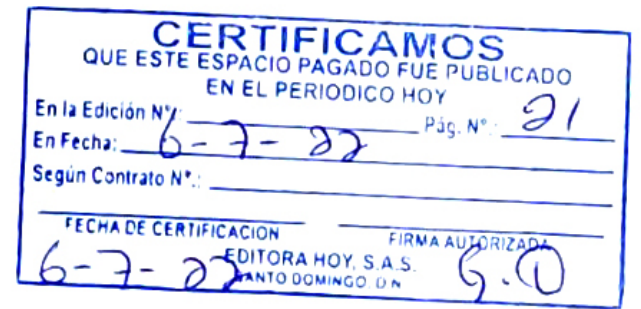 CERTIFICAMOS
QUE ESTE ESPACIO PAGADO FUE PUBLICADO
EN EL PERIODICO HOY
En la Edición N°: Pág. N°: 21
En Fecha: 6-7-22
Según Contrato N°.:
FECHA DE CERTIFICACION FIRMA AUTORIZADA
6-7-22 G.D
EDITORA HOY, S.A.S.
SANTO DOMINGO, D.N